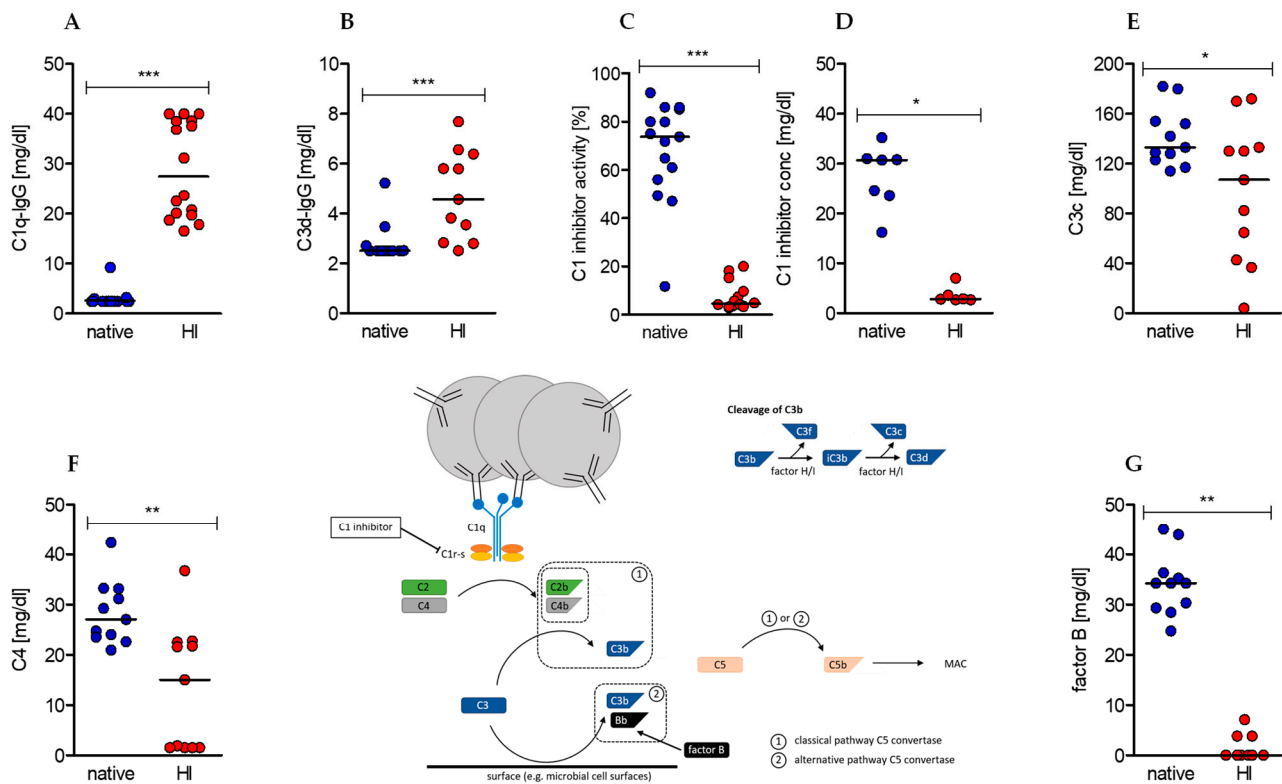 A
***
C1q-IgG [mg/dl]
50
40
30
20
10
0
native HI
B
***
C3d-IgG [mg/dl]
10
8
6
4
2
0
native HI
C
***
C1 inhibitor activity [%]
100
80
60
40
20
0
native HI
D
*
C1 inhibitor conc [mg/dl]
50
40
30
20
10
0
native HI
E
*
C3c [mg/dl]
200
160
120
80
40
0
native HI
F
**
C4 [mg/dl]
50
40
30
20
10
0
native HI
C1 inhibitor
C1q
C1r-s
C2
C4
C2b
C4b
1
C3b
C3
C3b
2
Bb
factor B
surface (e.g. microbial cell surfaces)
Cleavage of C3b
C3f C3c
C3b iC3b C3d
factor H/I factor H/I
1 or 2
C5 C5b MAC
1 classical pathway C5 convertase
2 alternative pathway C5 convertase
G
**
factor B [mg/dl]
50
40
30
20
10
0
native HI